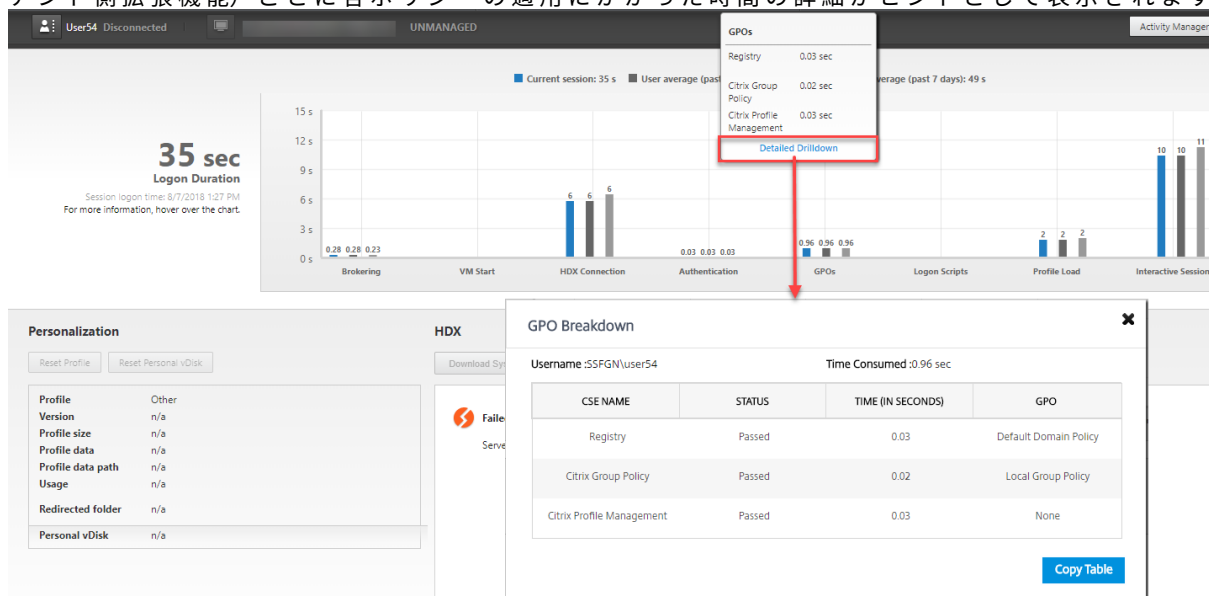 User54 Disconnected
UNMANAGED
Activity Manager
GPOs
Registry 0.03 sec
Citrix Group Policy 0.02 sec
Citrix Profile Management 0.03 sec
Detailed Drilldown
Current session: 35 s User average (past
verage (past 7 days): 49 s
35 sec
Logon Duration
Session logon time: 8/7/2018 1:27 PM
For more information, hover over the chart.
15 s
12 s
9 s
6 s
3 s
0 s
0.28 0.28 0.23
6 6 6
0.03 0.03 0.03
0.96 0.96 0.96
2 2 2
10 10 11
Brokering VM Start HDX Connection Authentication GPOs Logon Scripts Profile Load Interactive Session
Personalization
Reset Profile Reset Personal vDisk
Profile Other
Version n/a
Profile size n/a
Profile data n/a
Profile data path n/a
Usage n/a
Redirected folder n/a
Personal vDisk n/a
HDX
Download Sy
Faile
Serve
GPO Breakdown
Username :SSFGN\user54 Time Consumed :0.96 sec
CSE NAME STATUS TIME (IN SECONDS) GPO
Registry Passed 0.03 Default Domain Policy
Citrix Group Policy Passed 0.02 Local Group Policy
Citrix Profile Management Passed 0.03 None
Copy Table